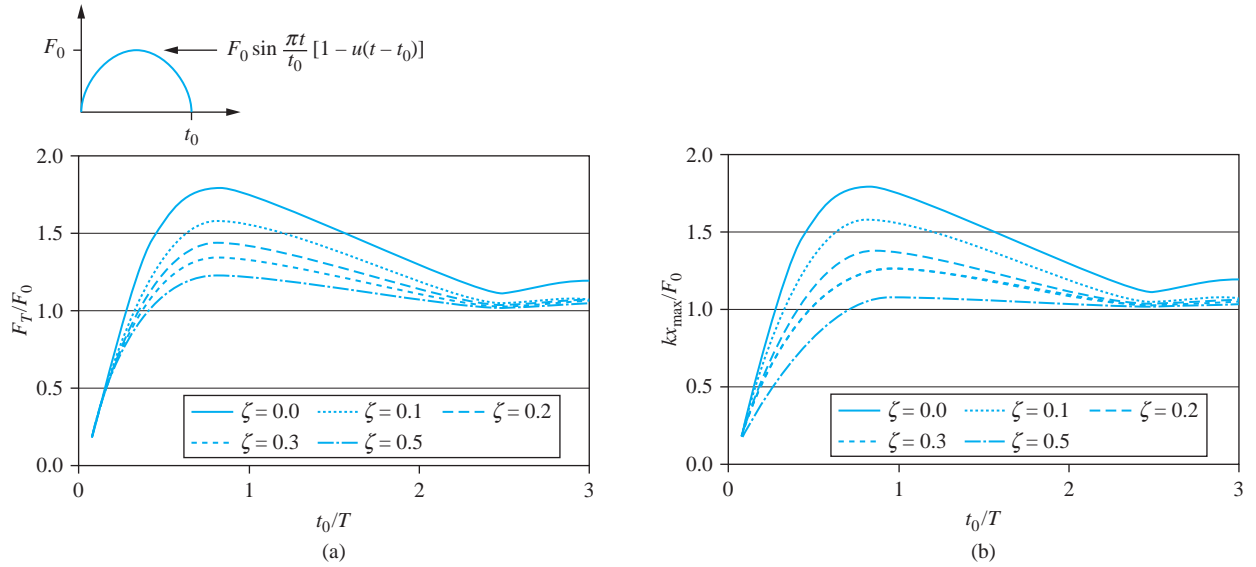 F₀
F₀ sin πt/t₀ [1 – u(t – t₀)]
t₀
2.0
1.5
1.0
0.5
0.0
F_T/F₀
ζ = 0.0
ζ = 0.1
ζ = 0.2
ζ = 0.3
ζ = 0.5
0
1
2
3
t₀/T
(a)
2.0
1.5
1.0
0.5
0.0
kx_max/F₀
ζ = 0.0
ζ = 0.1
ζ = 0.2
ζ = 0.3
ζ = 0.5
0
1
2
3
t₀/T
(b)